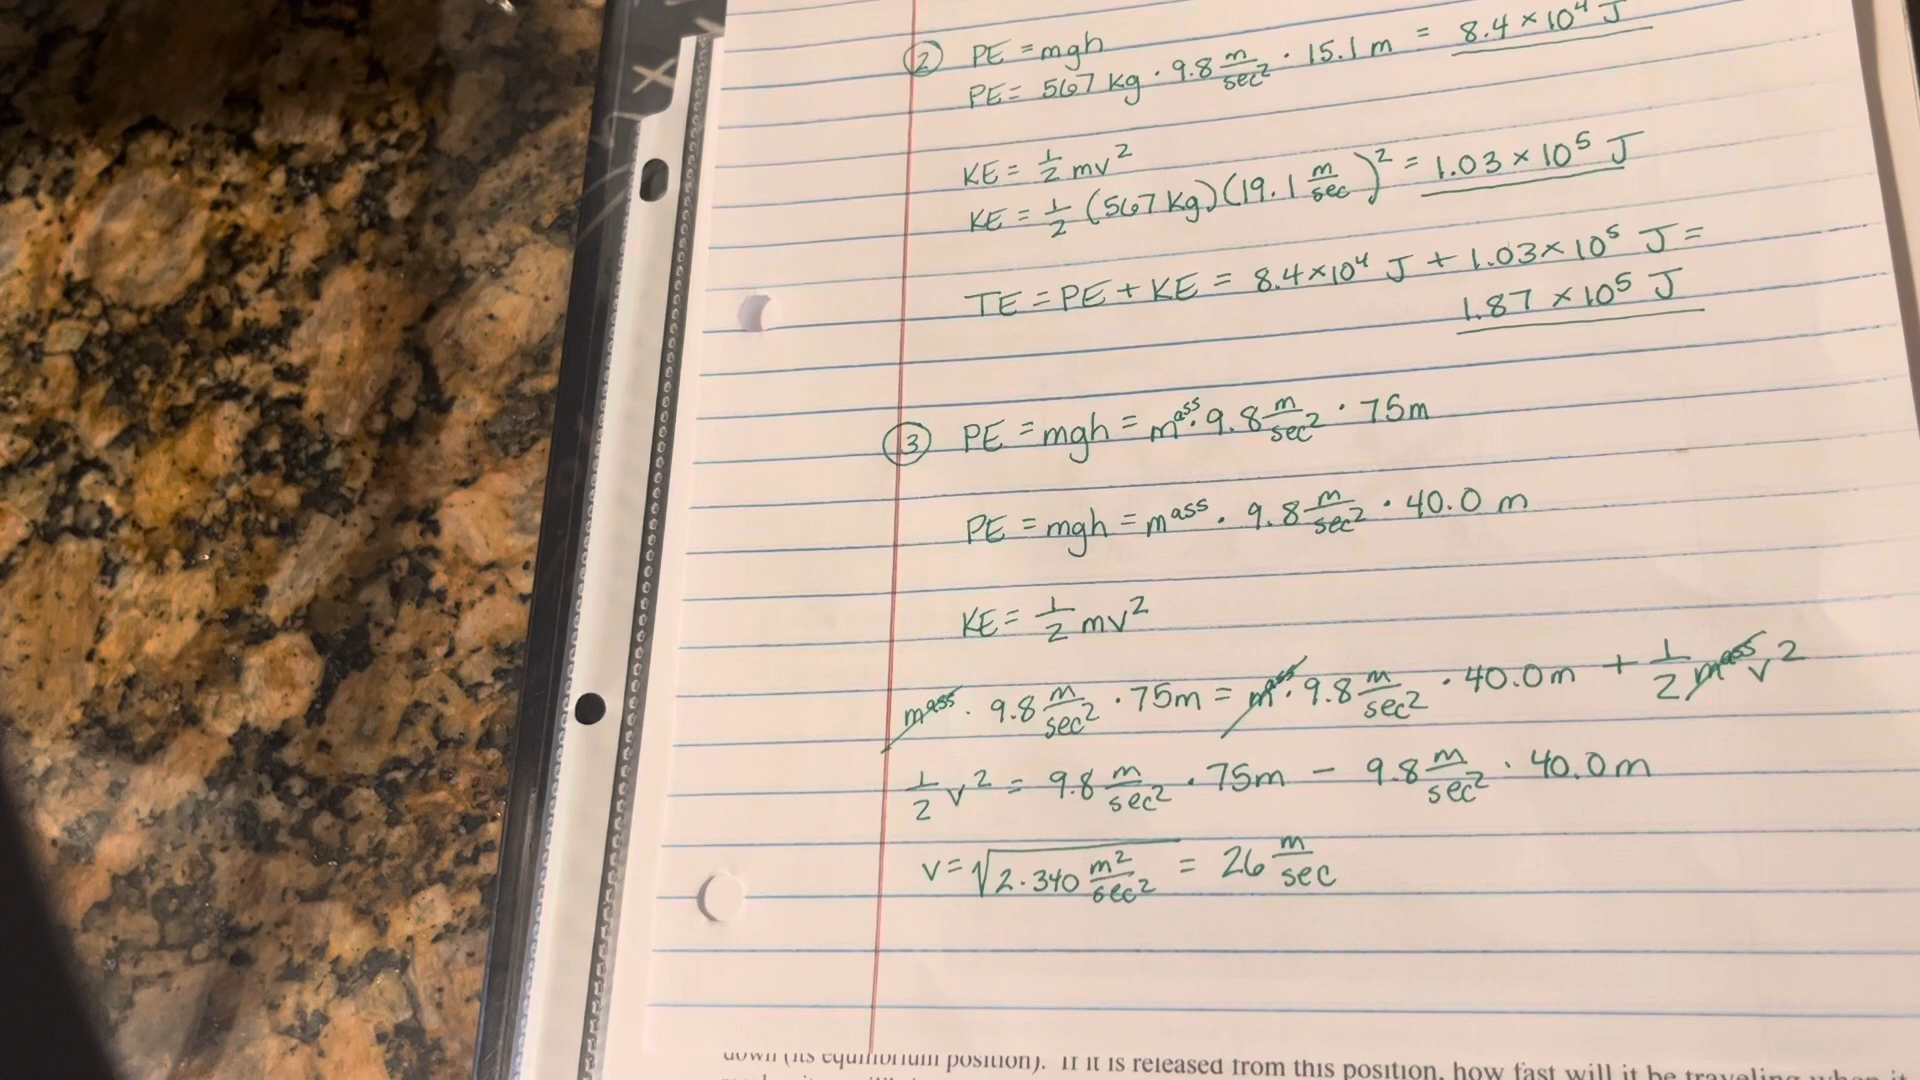 ② PE = mgh
PE = 567 kg · 9.8 m/sec² · 15.1 m = 8.4 × 10⁴ J
KE = 1/2 mv²
KE = 1/2 (567 kg)(19.1 m/sec)² = 1.03 × 10⁵ J
TE = PE + KE = 8.4×10⁴ J + 1.03×10⁵ J =
1.87 × 10⁵ J
③ PE = mgh = mass · 9.8 m/sec² · 75m
PE = mgh = mass · 9.8 m/sec² · 40.0 m
KE = 1/2 mv²
mass · 9.8 m/sec² · 75m = mass · 9.8 m/sec² · 40.0m + 1/2 mass v²
1/2 v² = 9.8 m/sec² · 75m − 9.8 m/sec² · 40.0m
v = √2·340 m²/sec² = 26 m/sec
down (its equilibrium position). If it is released from this position, how fast will it be traveling when it